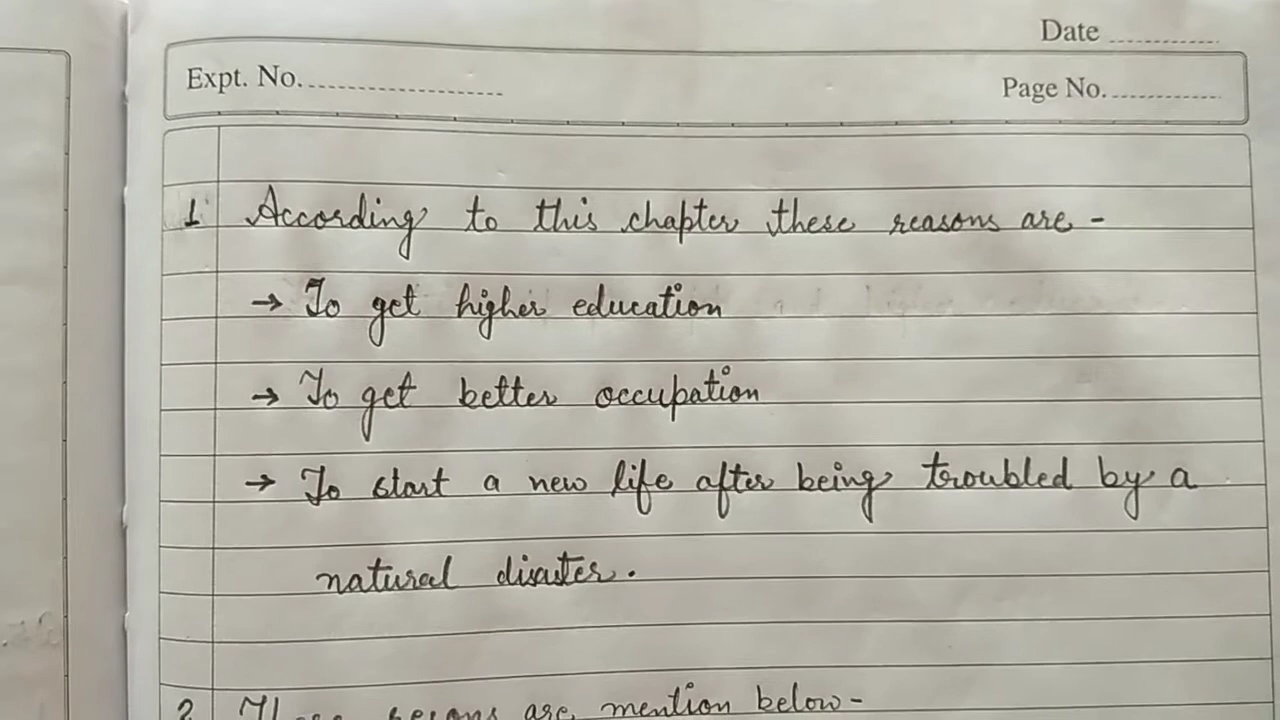 Date
Expt. No.
Page No.
1. According to this chapter these reasons are -
→ To get higher education
→ To get better occupation
→ To start a new life after being troubled by a
natural disaster.
2 are mention below-